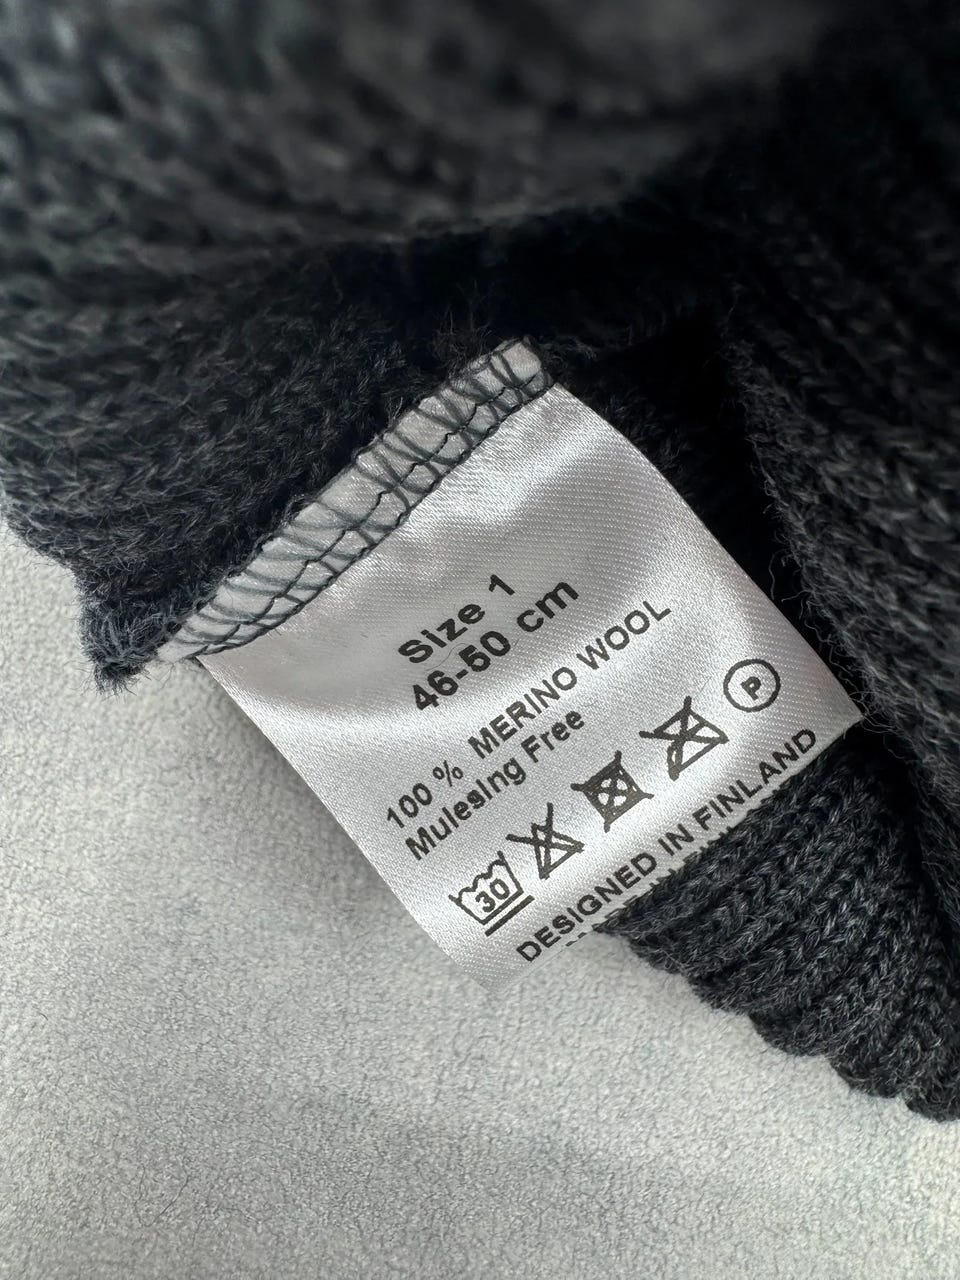 Size 1
46-50 cm
100 % MERINO WOOL
Mulesing Free
30 P
DESIGNED IN FINLAND